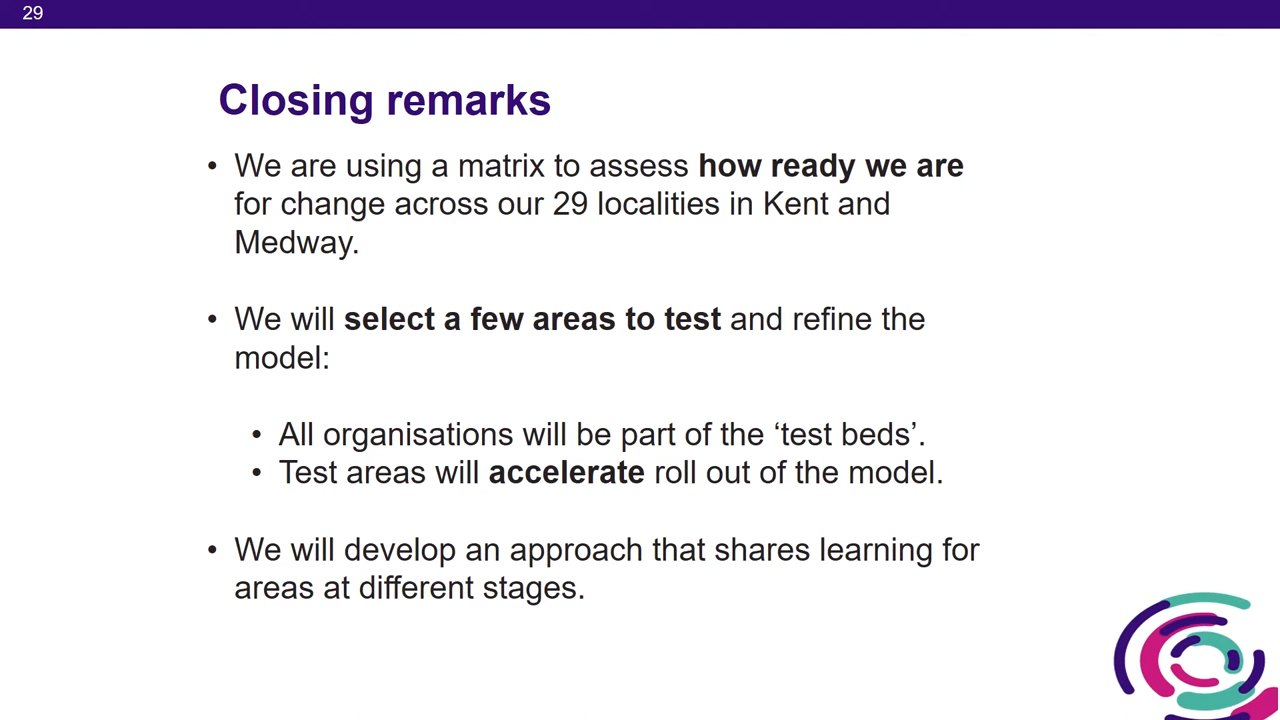 29
Closing remarks
• We are using a matrix to assess how ready we are
for change across our 29 localities in Kent and
Medway.
• We will select a few areas to test and refine the
model:
• All organisations will be part of the ‘test beds’.
• Test areas will accelerate roll out of the model.
• We will develop an approach that shares learning for
areas at different stages.